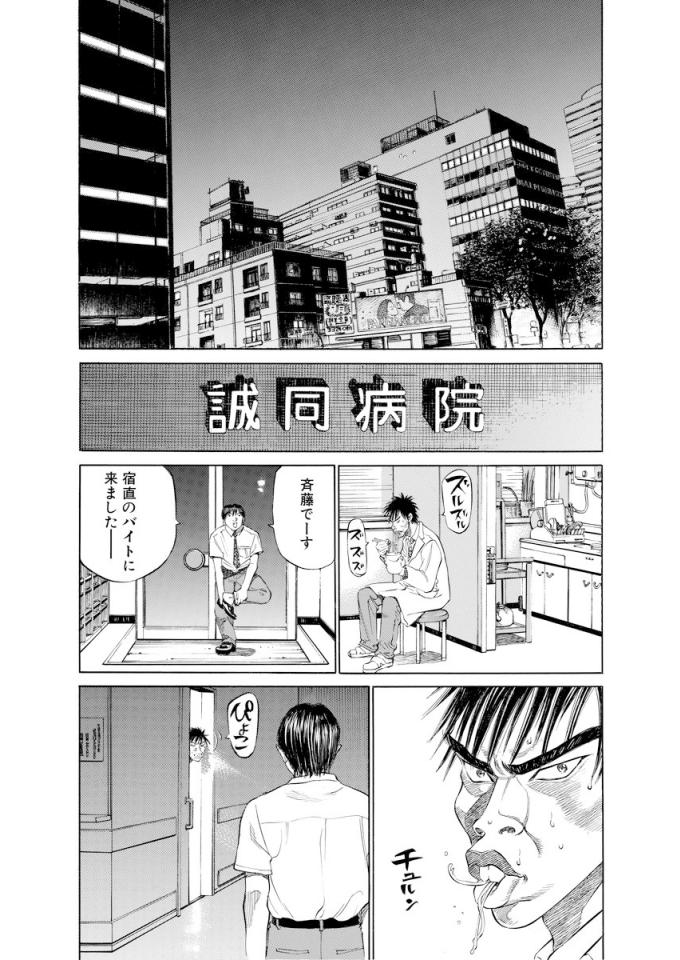 誠同病院
ズルズル
ズズズ
斉藤でーす
宿直のバイトに
来ました――
チュルン
ぴょこ